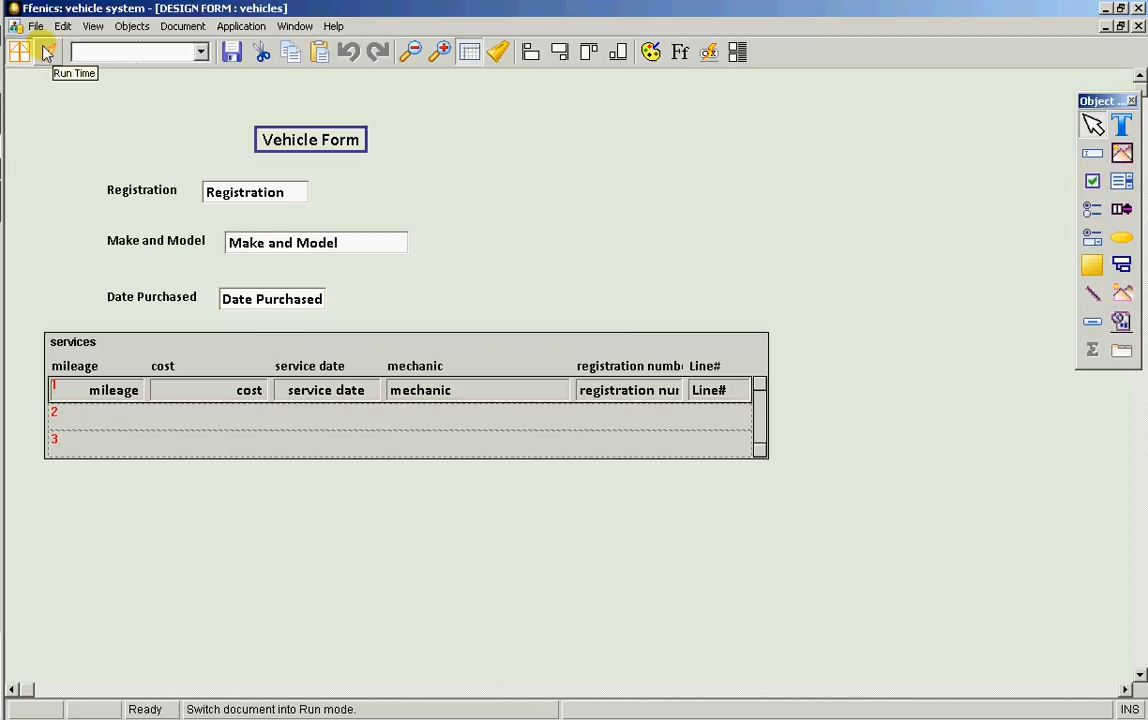 Ffenics: vehicle system - [DESIGN FORM : vehicles]
File Edit View Objects Document Application Window Help
Ff
Run Time
Object ...
T
Vehicle Form
Registration Registration
Make and Model Make and Model
Date Purchased Date Purchased
services
mileage cost service date mechanic registration numb Line#
1 mileage cost service date mechanic registration nur Line#
2
3
Ready Switch document into Run mode. INS